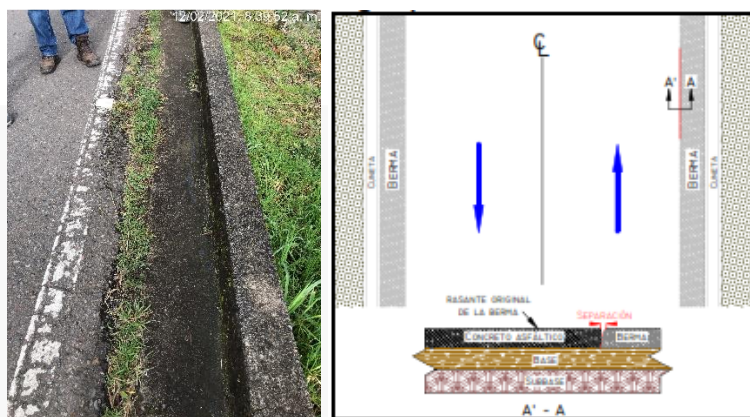 12/02/2021, 8:39:52 a. m.
℄
A' A
CUNETA
BERMA
BERMA
CUNETA
RASANTE ORIGINAL
DE LA BERMA
SEPARACIÓN
CONCRETO ASFÁLTICO
BERMA
BASE
SUBBASE
A' - A